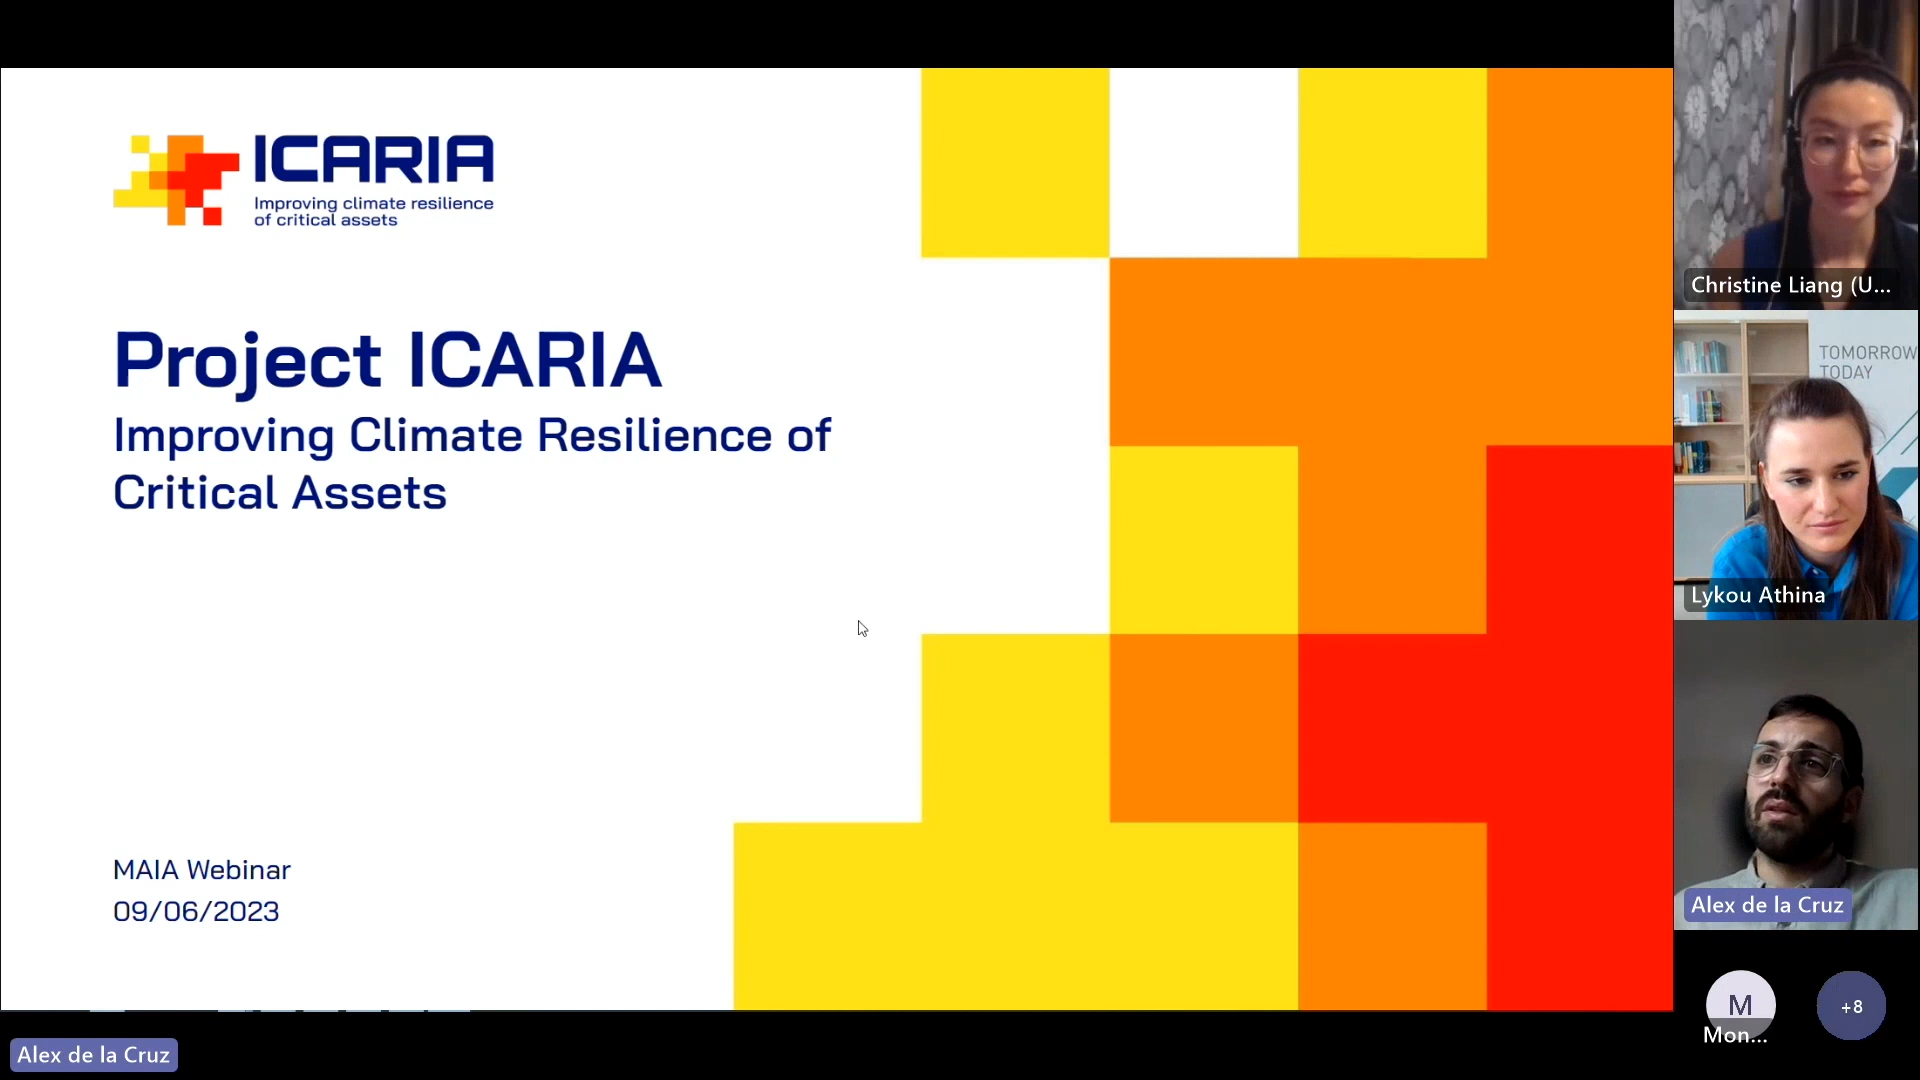 ICARIA
Improving climate resilience
of critical assets
Project ICARIA
Improving Climate Resilience of
Critical Assets
MAIA Webinar
09/06/2023
Alex de la Cruz
Christine Liang (U...
TOMORROW
TODAY
Lykou Athina
Alex de la Cruz
M
Mon...
+8